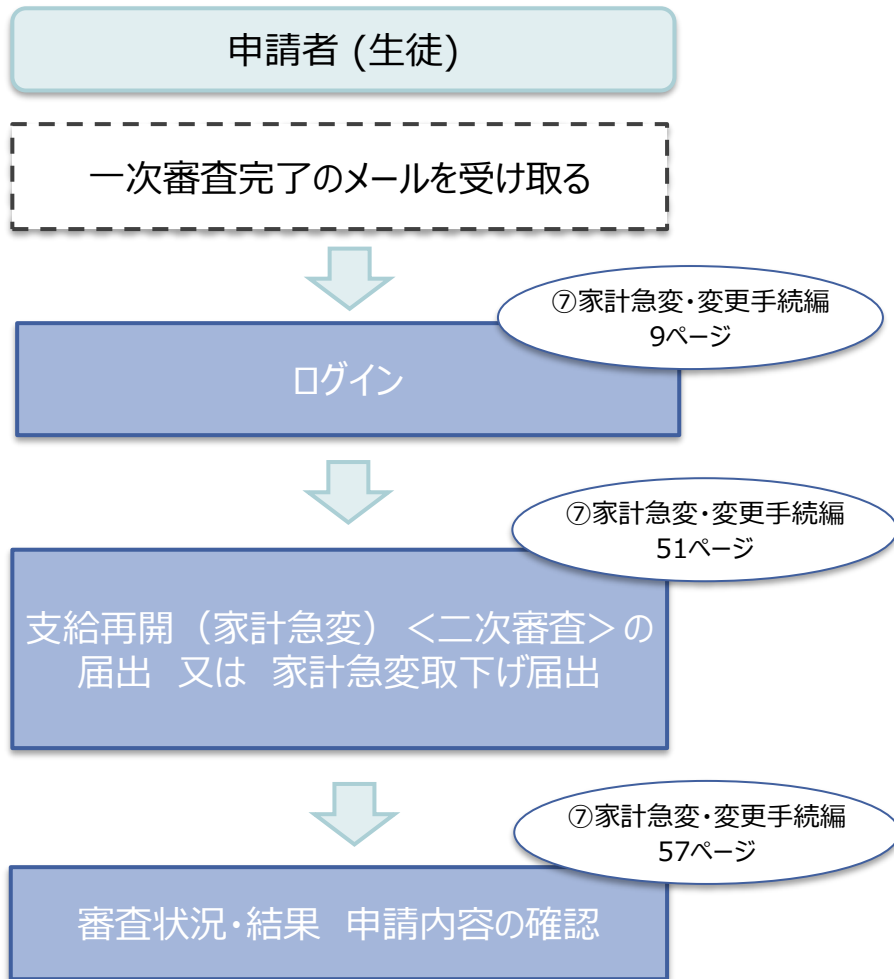 申請者 (生徒)
一次審査完了のメールを受け取る
⑦家計急変・変更手続編
9ページ
ログイン
⑦家計急変・変更手続編
51ページ
支給再開（家計急変）＜二次審査＞の
届出　又は　家計急変取下げ届出
⑦家計急変・変更手続編
57ページ
審査状況・結果　申請内容の確認